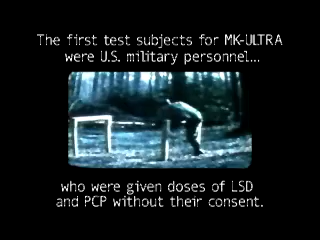 The first test subjects for MK-ULTRA
were U.S. military personnel...
who were given doses of LSD
and PCP without their consent.